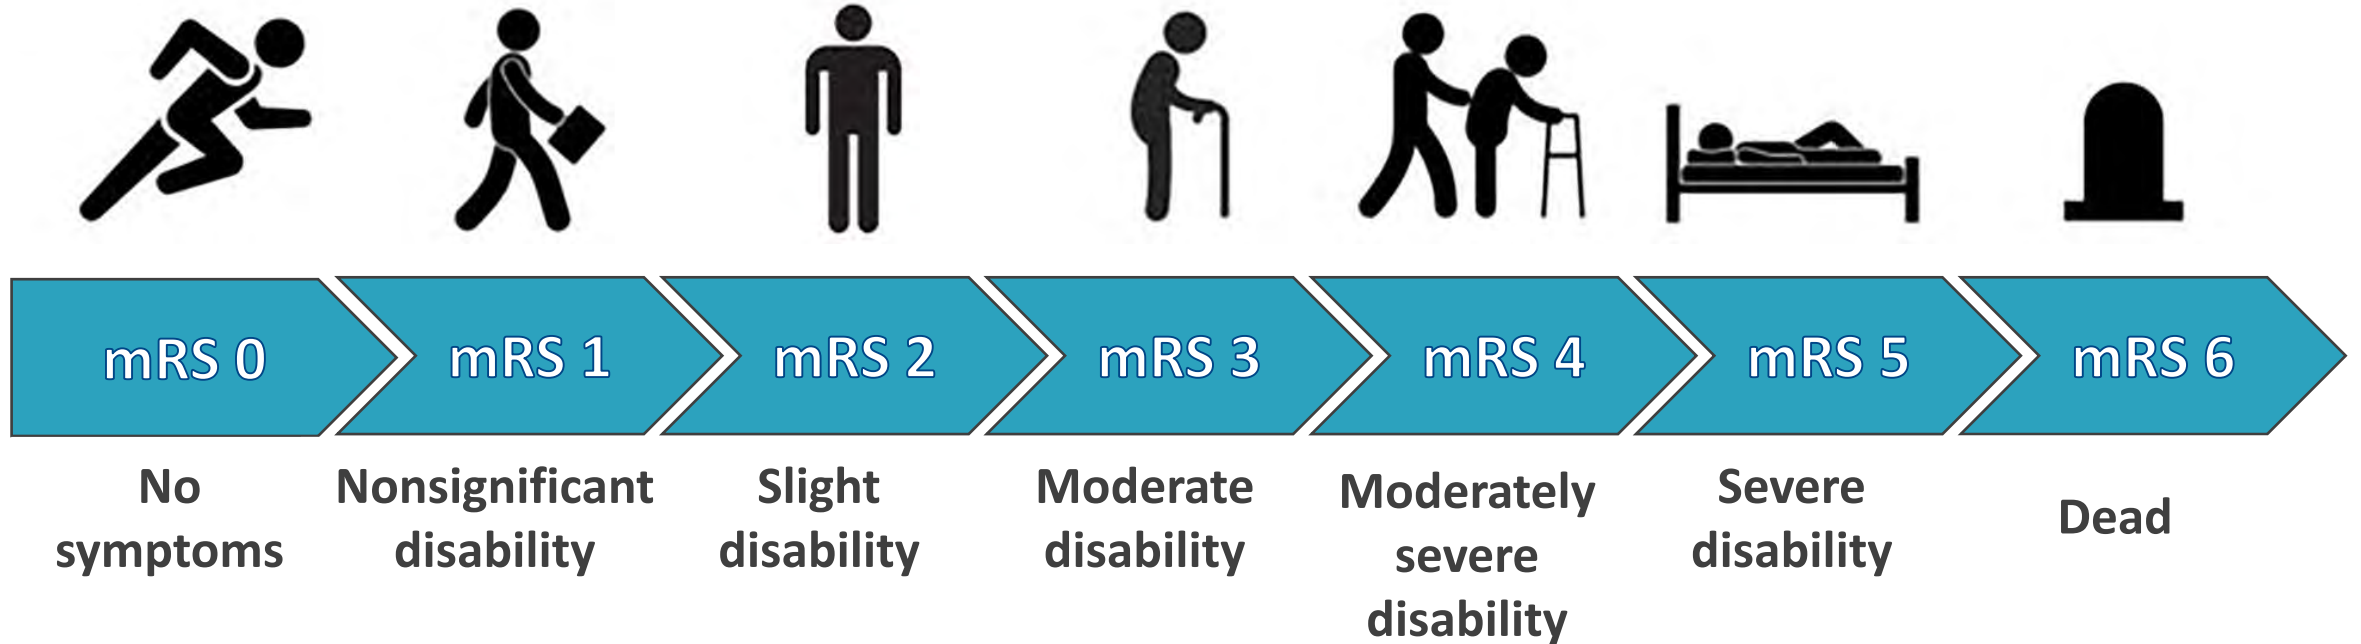 mRS 0
mRS 1
mRS 2
mRS 3
mRS 4
mRS 5
mRS 6
No
symptoms
Nonsignificant
disability
Slight
disability
Moderate
disability
Moderately
severe
disability
Severe
disability
Dead